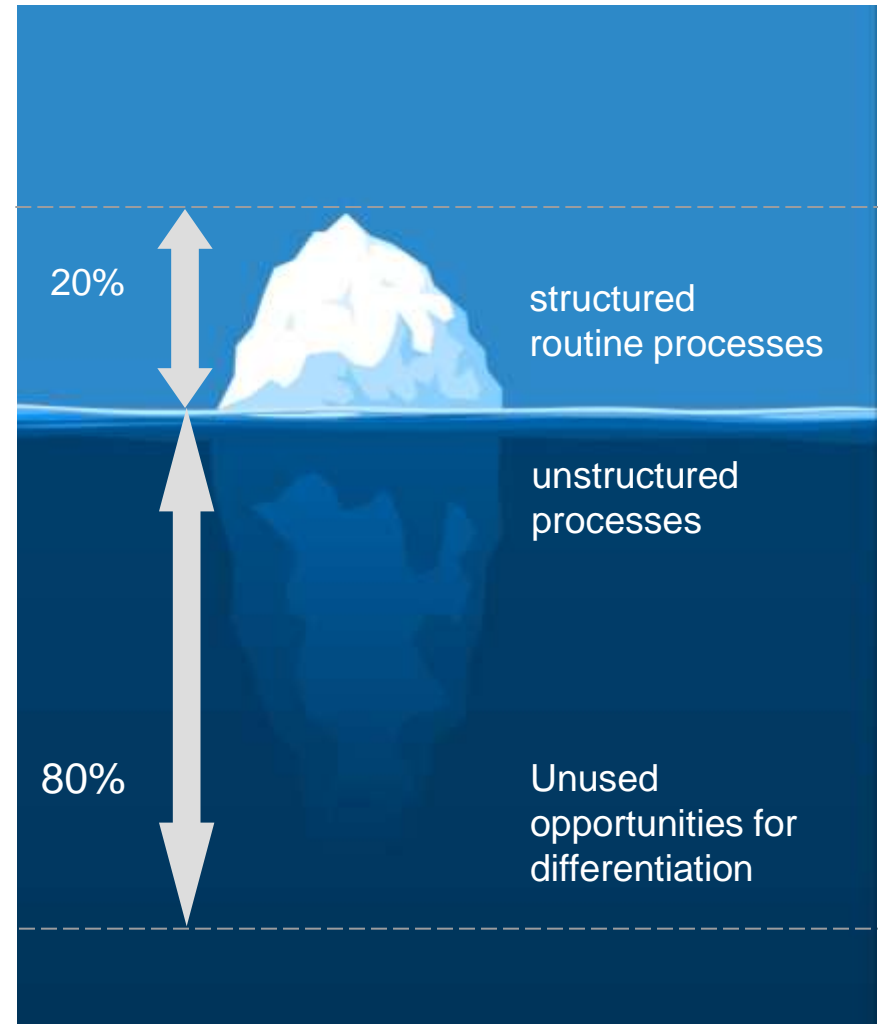 20%
structured
routine processes
unstructured
processes
80%
Unused
opportunities for
differentiation